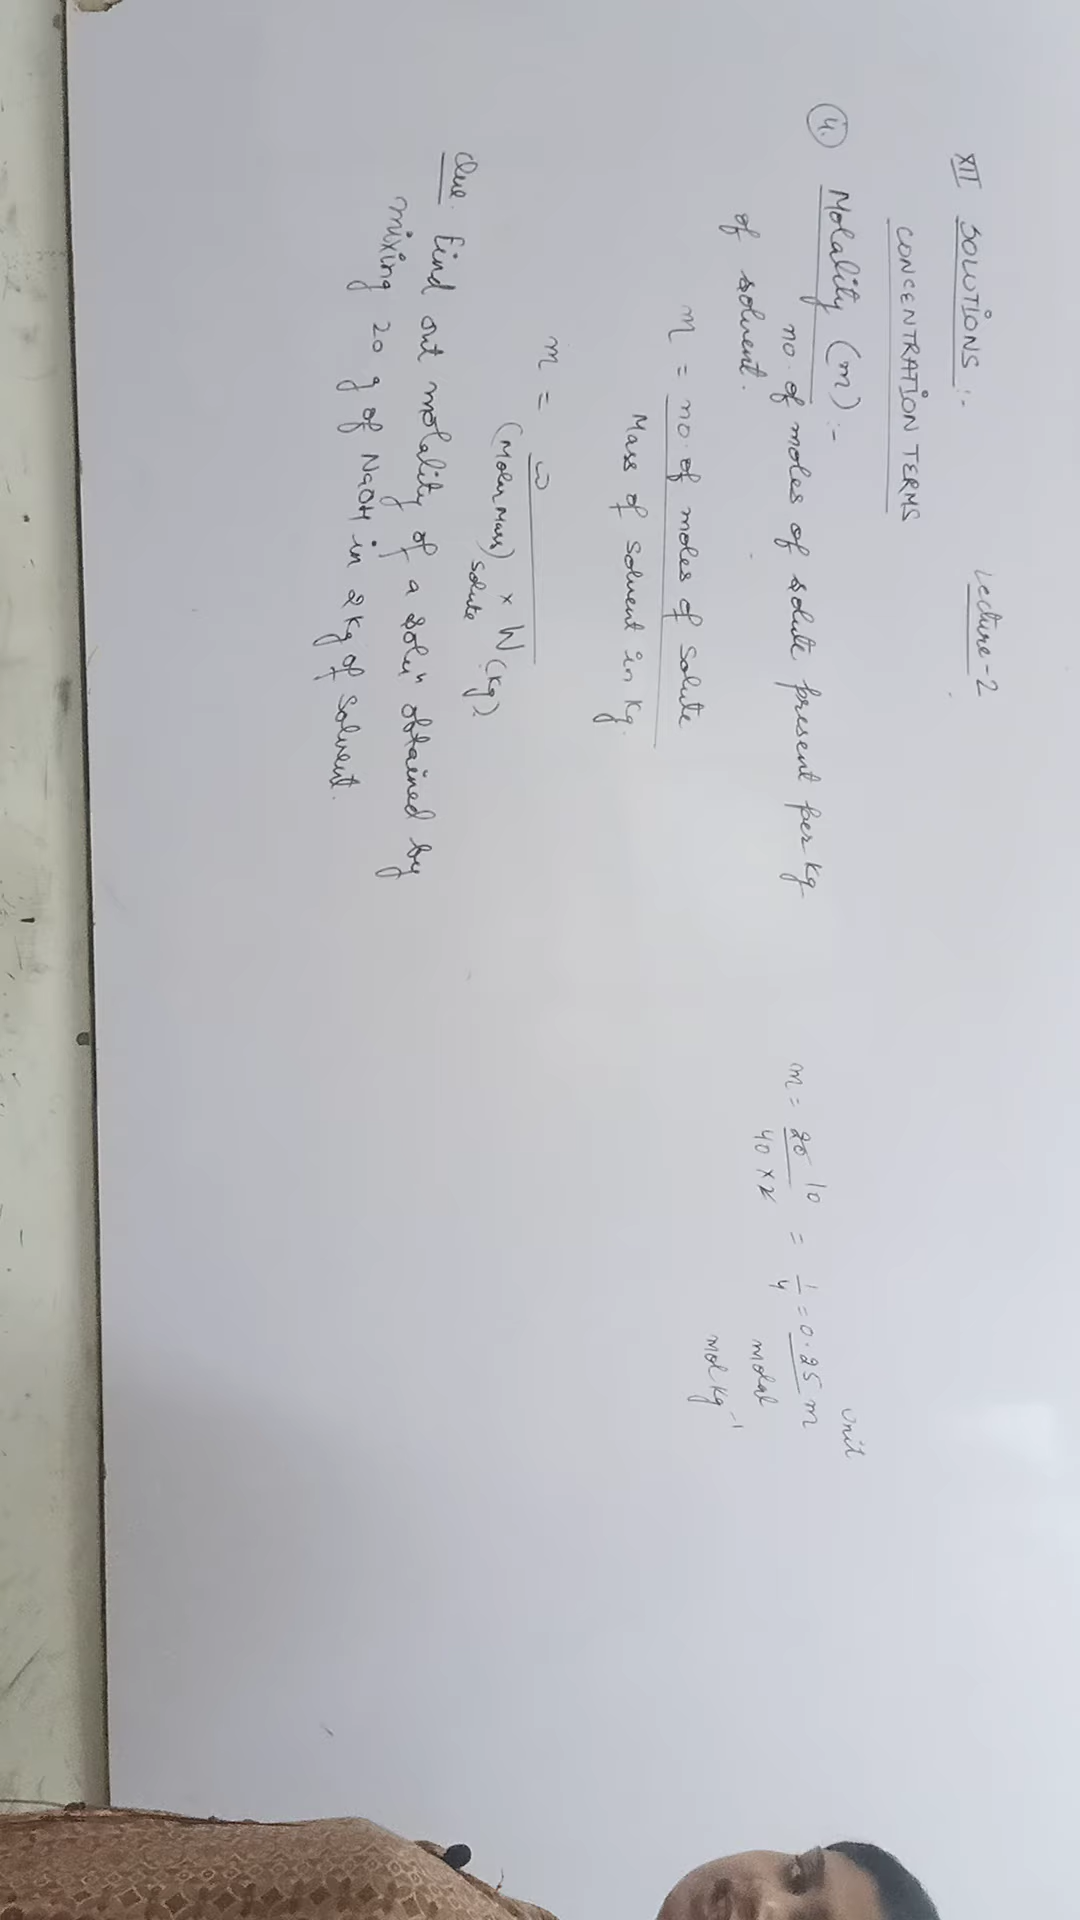 XII SOLUTIONS :-
Lecture-2
CONCENTRATION TERMS
4. Molality (m) :-
no. of moles of solute present per kg
of solvent.
m = no. of moles of solute
Mass of solvent in kg.
m = w
(Molar Mass) solute × W (kg).
Que. Find out molality of a solun obtained by
mixing 20 g of NaOH in 2 kg of solvent.
unit
m = 20 10 = 1 = 0.25 m
40 × 2 4 molal
mol kg-1